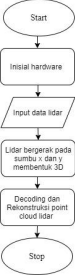 Start
Inisial hardware
Input data lidar
Lidar bergerak pada
sumbu x dan y
membentuk 3D
Decoding dan
Rekonstruksi point
cloud lidar
Stop